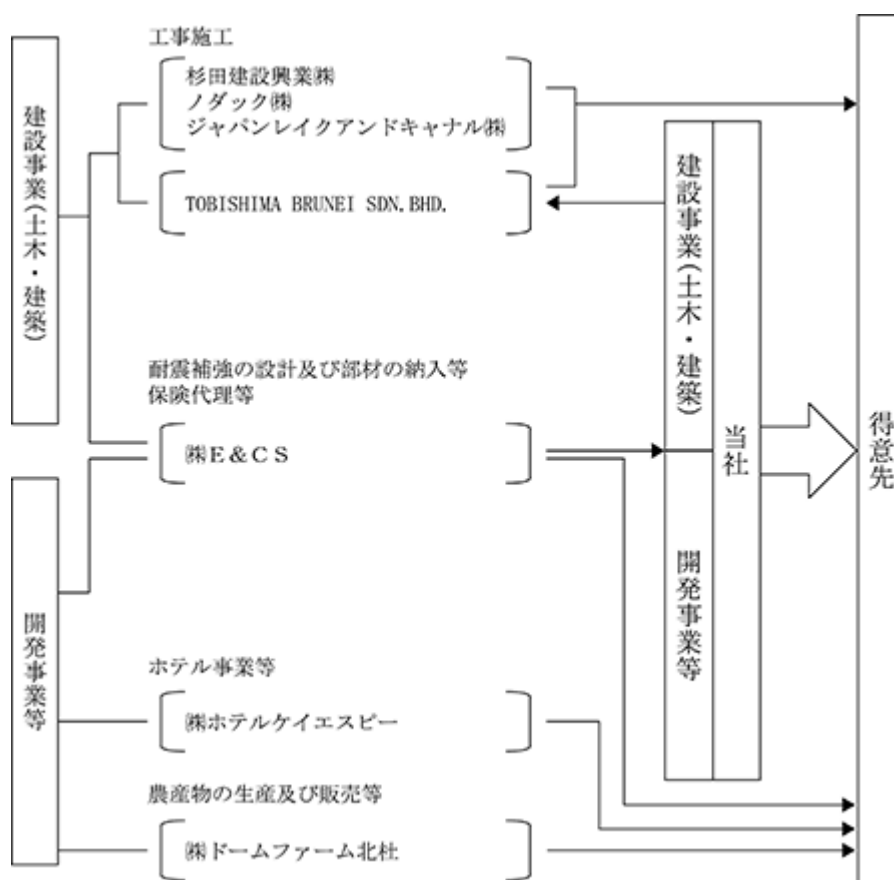 工事施工
杉田建設興業㈱
ノダック㈱
ジャパンレイクアンドキャナル㈱
TOBISHIMA BRUNEI SDN.BHD.
建設事業(土木・建築)
耐震補強の設計及び部材の納入等
保険代理等
㈱E&CS
開発事業等
ホテル事業等
㈱ホテルケイエスピー
農産物の生産及び販売等
㈱ドームファーム北杜
建設事業(土木・建築)
開発事業等
当社
得意先